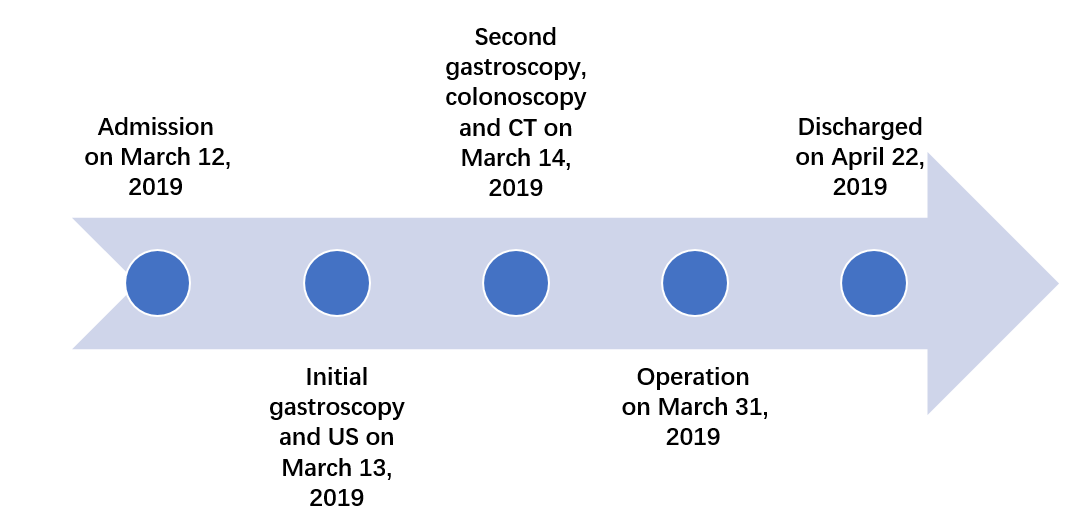 Admission
on March 12,
2019
Initial
gastroscopy
and US on
March 13,
2019
Second
gastroscopy,
colonoscopy
and CT on
March 14,
2019
Operation
on March 31,
2019
Discharged
on April 22,
2019